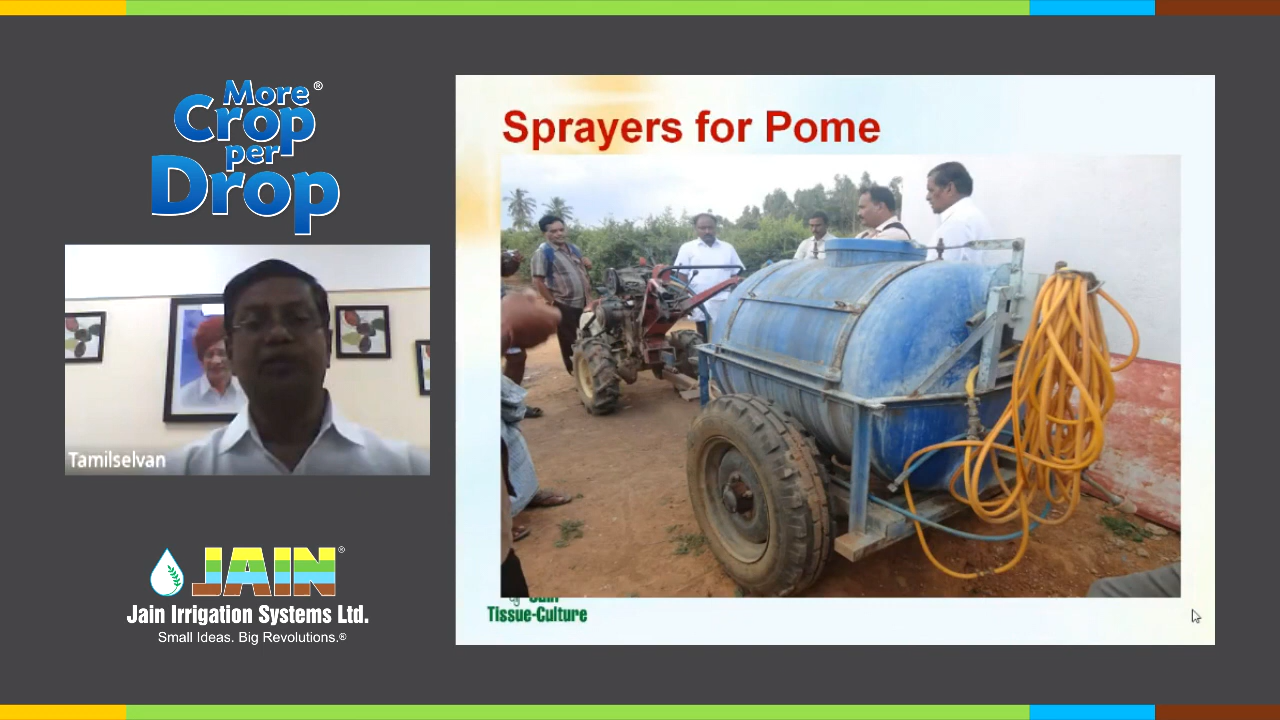 More®
Crop
per
Drop
Tamilselvan
JAIN®
Jain Irrigation Systems Ltd.
Small Ideas. Big Revolutions.®
Sprayers for Pome
Jain
Tissue-Culture